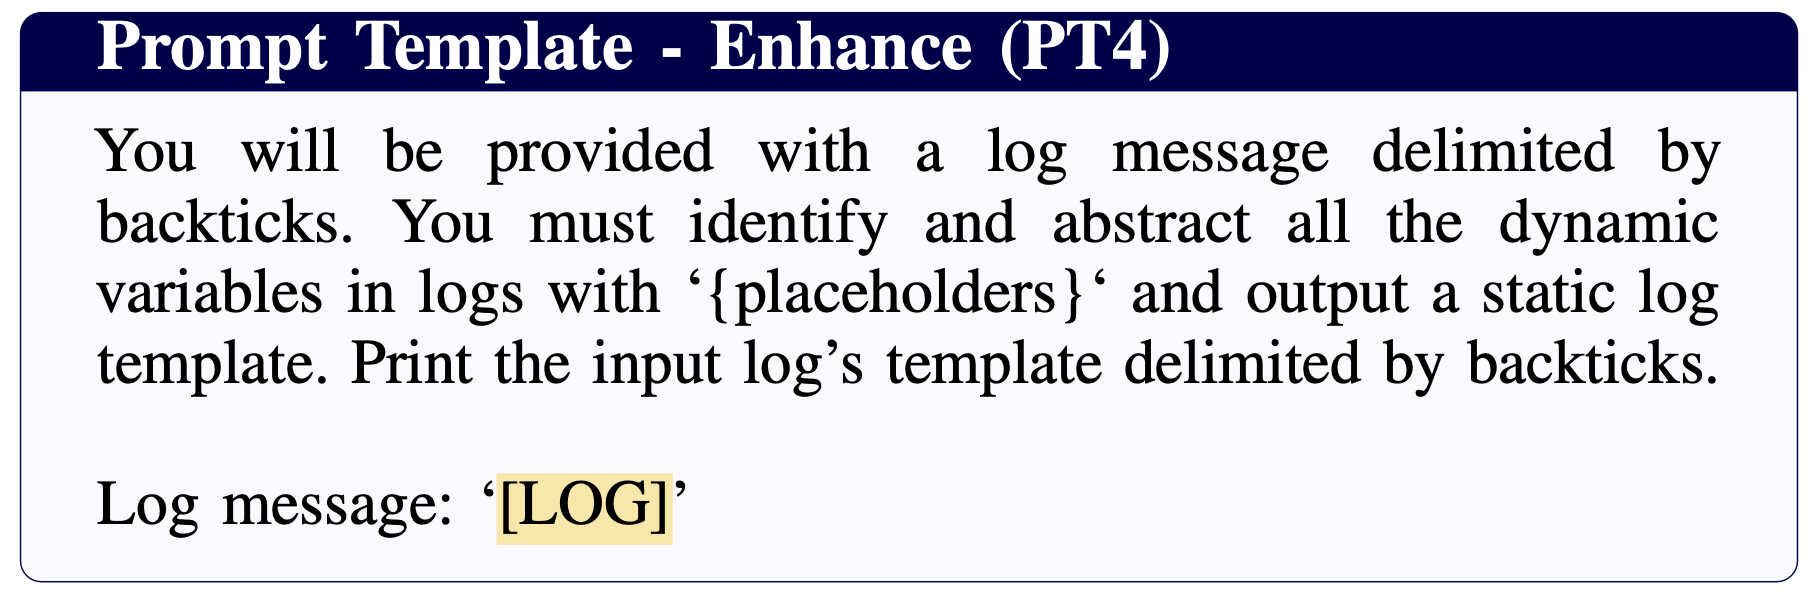 Prompt Template - Enhance (PT4)
You will be provided with a log message delimited by
backticks. You must identify and abstract all the dynamic
variables in logs with ‘{placeholders}‘ and output a static log
template. Print the input log’s template delimited by backticks.
Log message: ‘[LOG]’